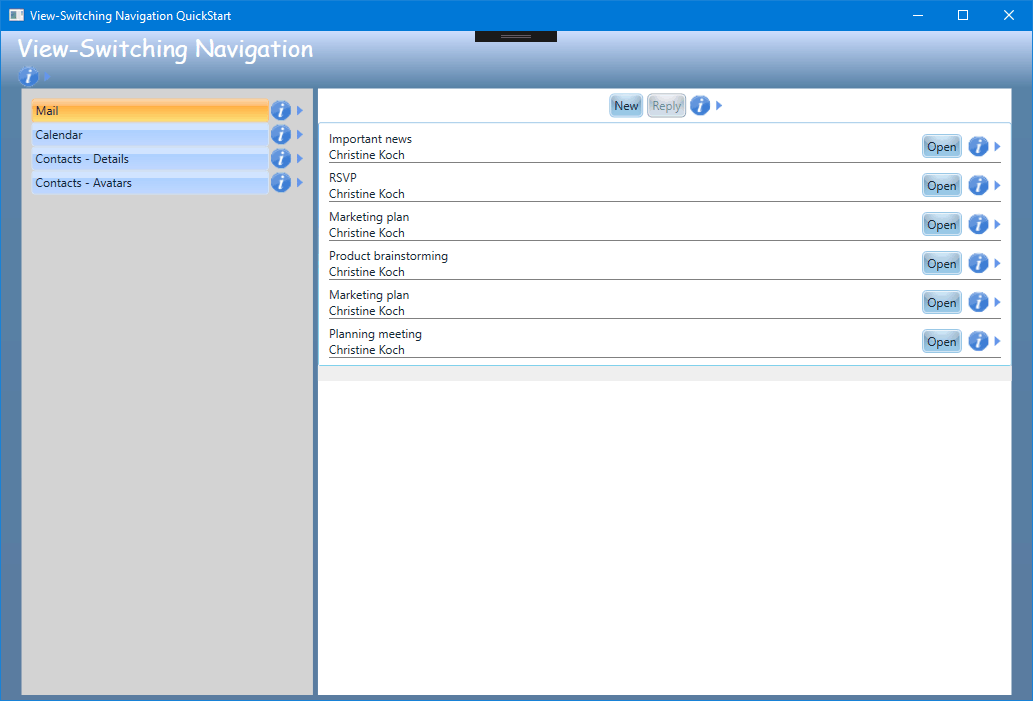 View-Switching Navigation QuickStart
View-Switching Navigation
i
Mail i
Calendar i
Contacts - Details i
Contacts - Avatars i
New Reply i
Important news
Christine Koch
Open i
RSVP
Christine Koch
Open i
Marketing plan
Christine Koch
Open i
Product brainstorming
Christine Koch
Open i
Marketing plan
Christine Koch
Open i
Planning meeting
Christine Koch
Open i